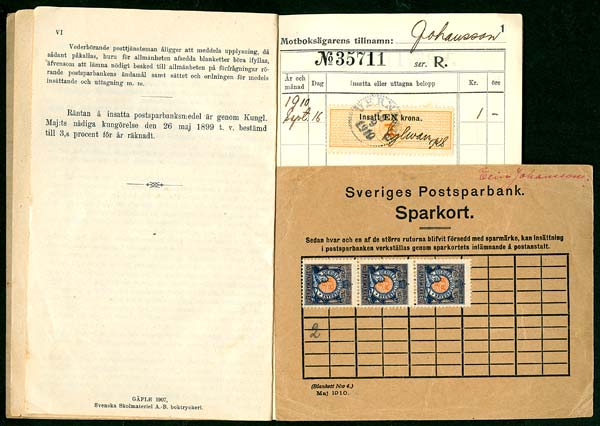 VI
Vederbörande posttjänsteman åligger att meddela upplysning, då
sådant påkallas, huru för allmänheten afsedda blanketter böra ifyllas,
äfvensom att lämna nödigt besked till allmänheten på förfrågningar rö-
rande postsparbankens ändamål samt sättet och ordningen för medels
insättande och uttagning m. m.
Räntan å insatta postsparbanksmedel är genom Kungl.
Maj:ts nådiga kungörelse den 26 maj 1899 t. v. bestämd
till 3,6 procent för år räknadt.
GÄFLE 1907,
Svenska Skolmateriel A.-B. boktryckeri.
1
Motboksägarens tillnamn: Johansson
№ 35711 ser. R.
År och månad Dag Insatta eller uttagna belopp Kr. öre
1910
Sept. 16 Insatt EN krona. 1 –
Elvira Johansson
Sveriges Postsparbank.
Sparkort.
Sedan hvar och en af de större rutorna blifvit försedd med sparmärke, kan insättning
i postsparbanken verkställas genom sparkortets inlämnande å postanstalt.
2
(Blankett N:o 4.)
Maj 1910.